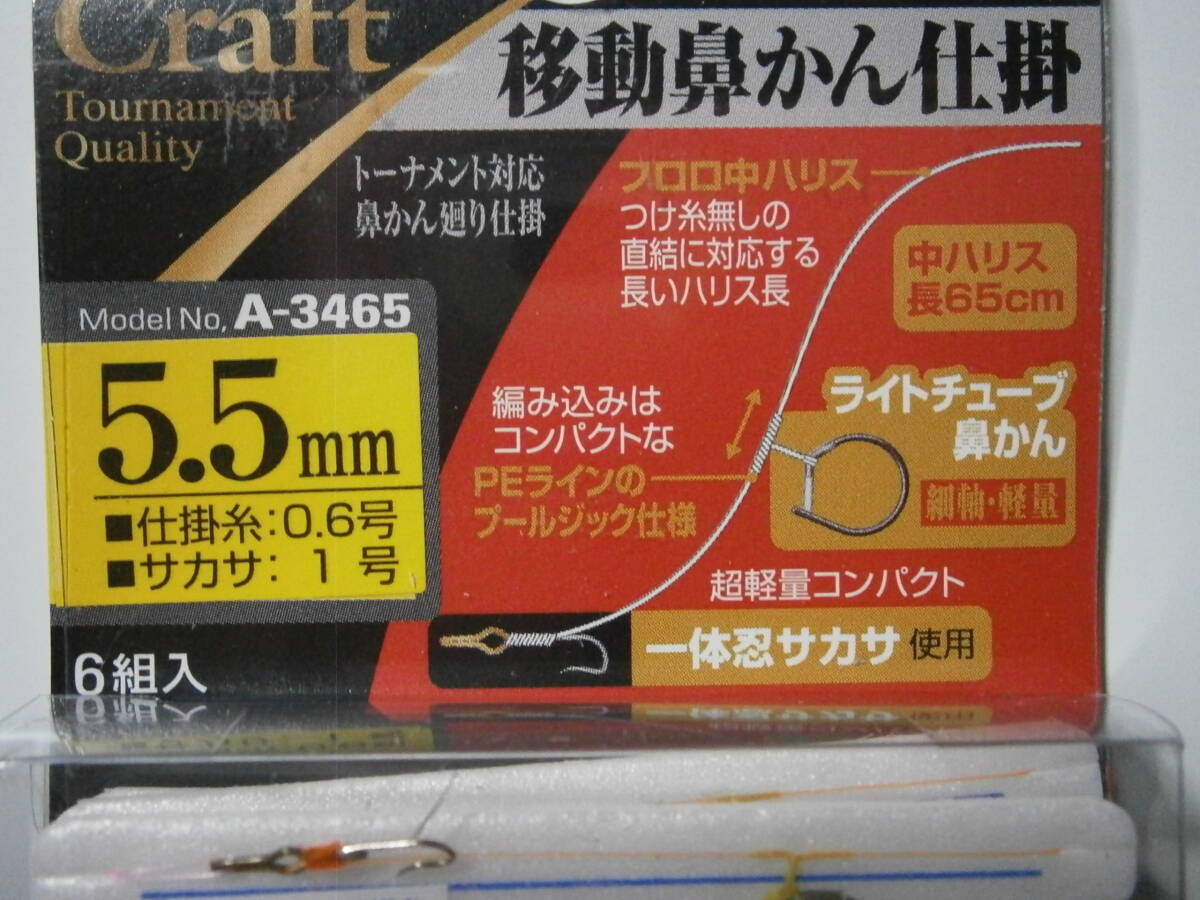 Craft
Tournament
Quality
移動鼻かん仕掛
トーナメント対応
鼻かん廻り仕掛
フロロ中ハリス
つけ糸無しの
直結に対応する
長いハリス長
中ハリス
長65cm
Model No, A-3465
5.5mm
■仕掛糸:0.6号
■サカサ: 1号
編み込みは
コンパクトな
PEラインの
プールジック仕様
ライトチューブ
鼻かん
細軸・軽量
超軽量コンパクト
一体忍サカサ 使用
6組入